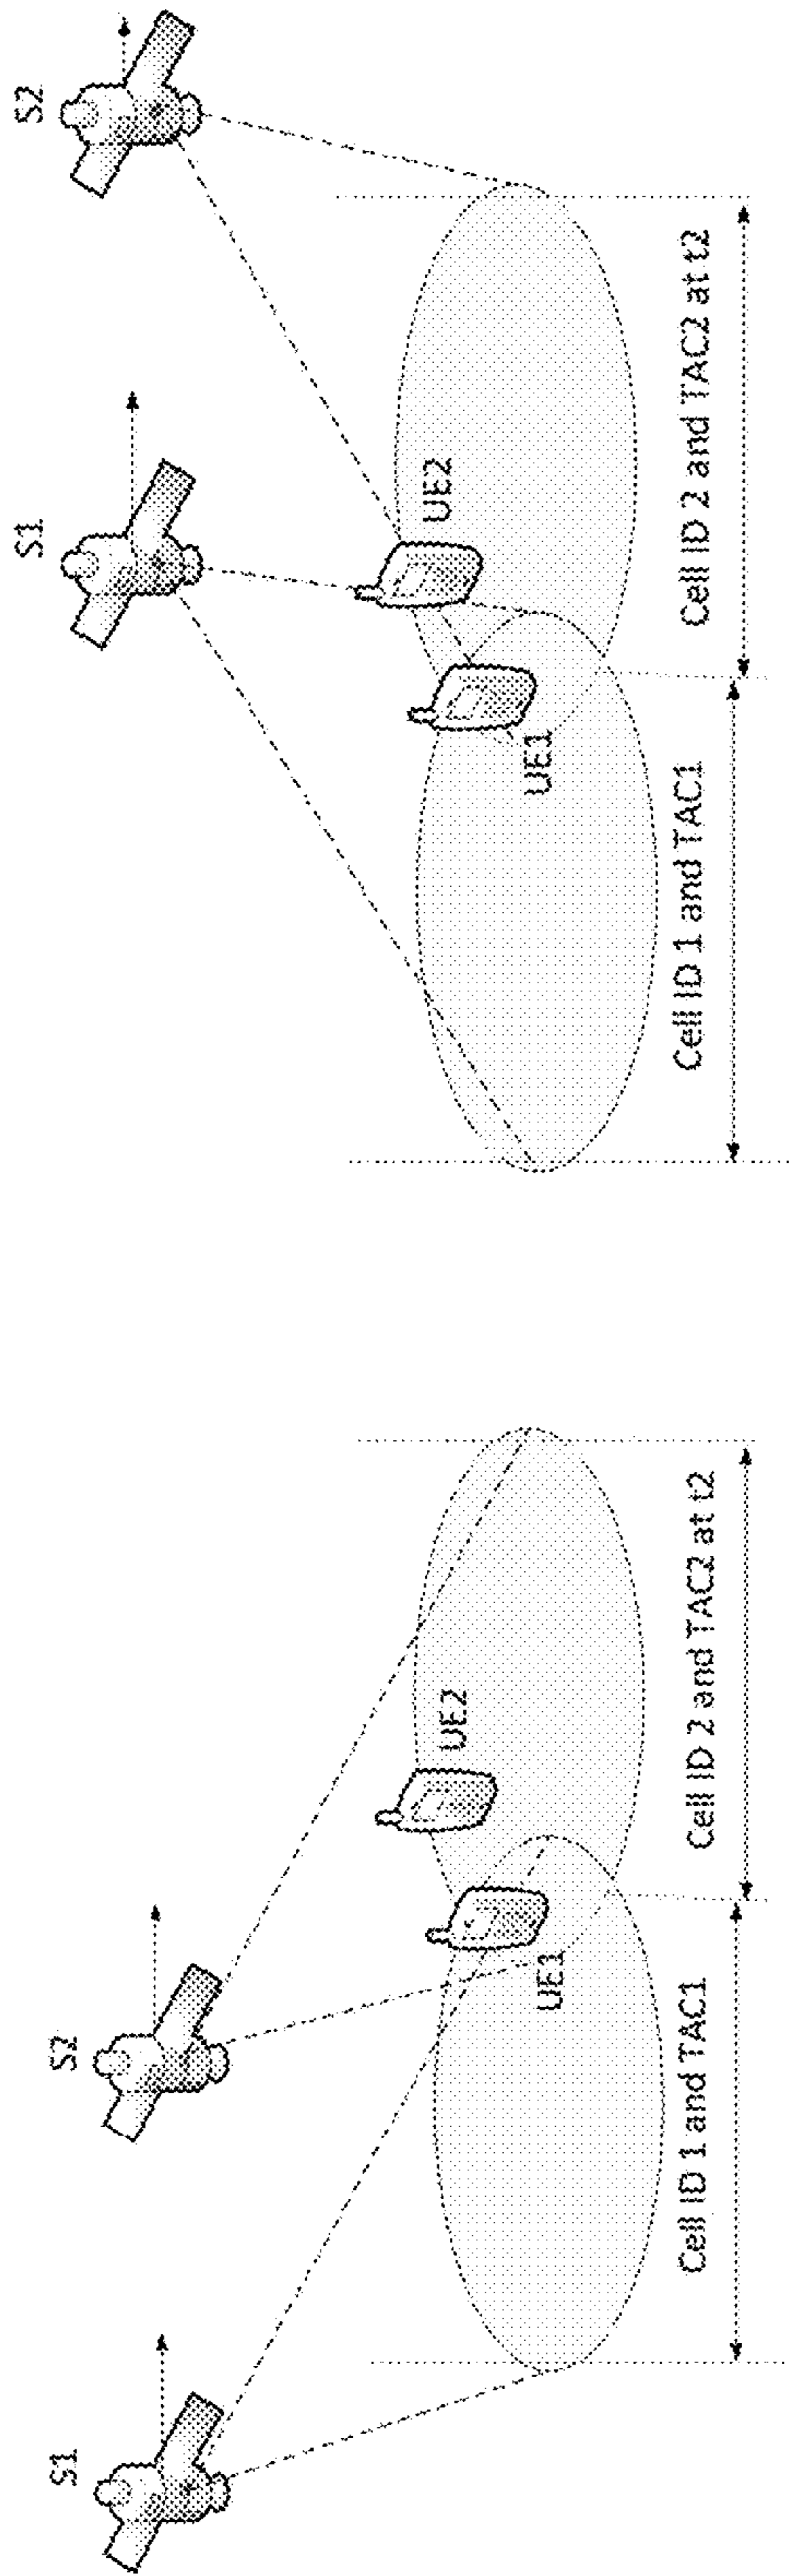 S1
S2
UE1
UE2
Cell ID 1 and TAC1
Cell ID 2 and TAC2 at t2
S1
S2
UE1
UE2
Cell ID 1 and TAC1
Cell ID 2 and TAC2 at t2